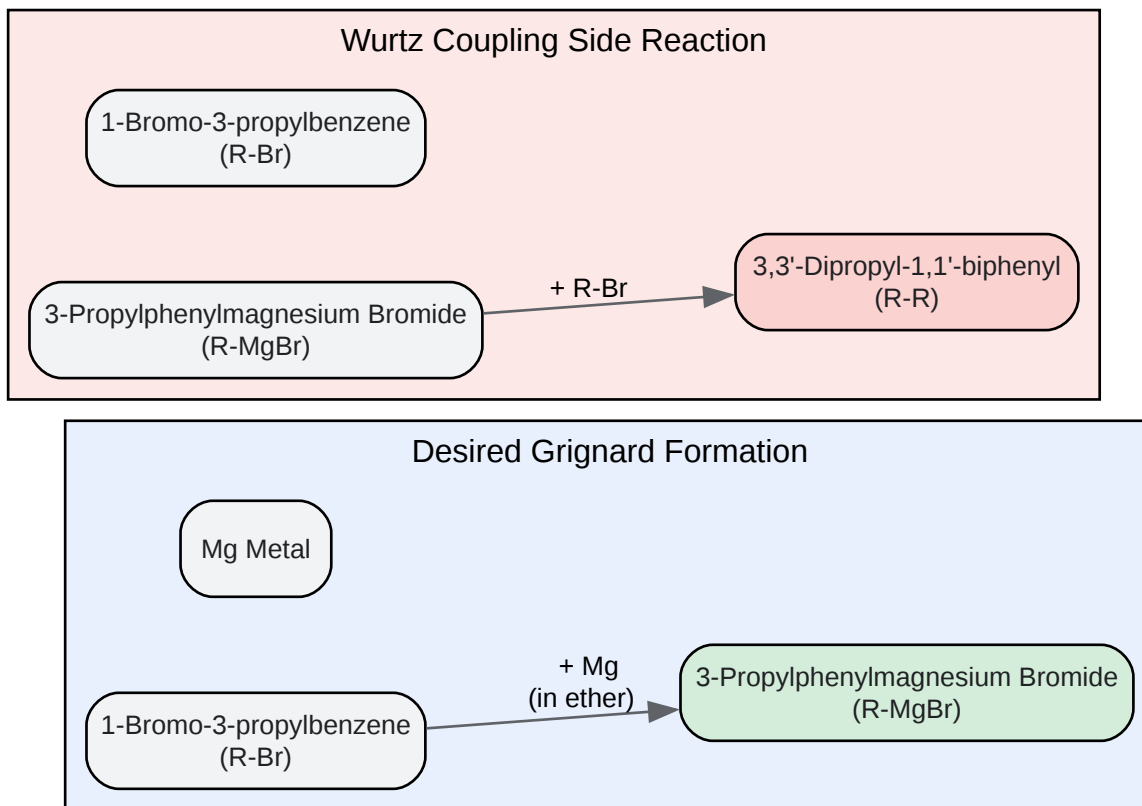 Wurtz Coupling Side Reaction
1-Bromo-3-propylbenzene
(R-Br)
3-Propylphenylmagnesium Bromide
(R-MgBr)
+ R-Br
3,3'-Dipropyl-1,1'-biphenyl
(R-R)
Desired Grignard Formation
Mg Metal
1-Bromo-3-propylbenzene
(R-Br)
+ Mg
(in ether)
3-Propylphenylmagnesium Bromide
(R-MgBr)